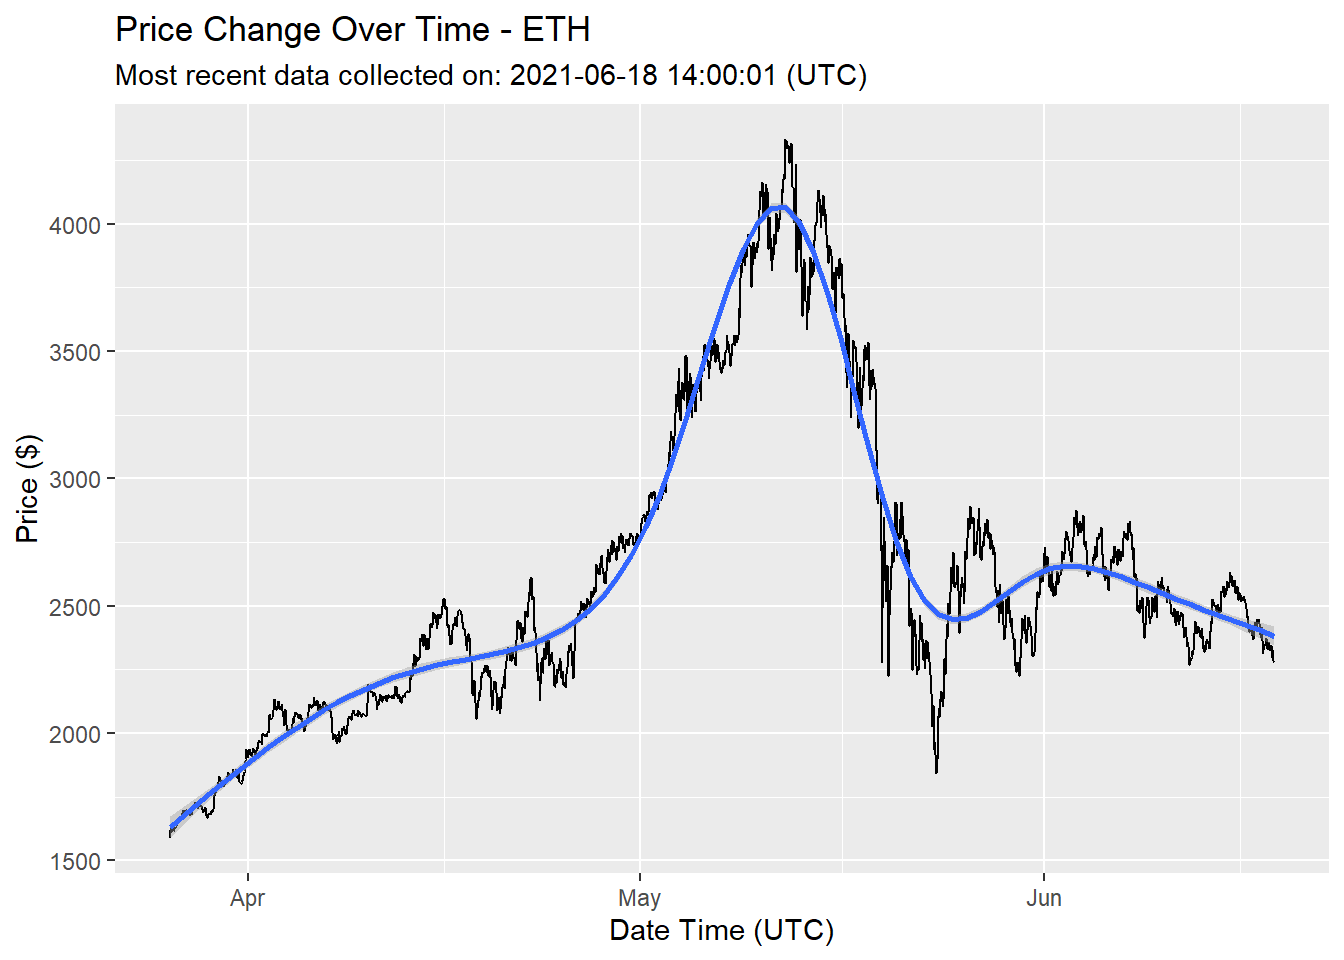 Price Change Over Time - ETH
Most recent data collected on: 2021-06-18 14:00:01 (UTC)
4000
3500
3000
2500
2000
1500
Price ($)
Apr
May
Jun
Date Time (UTC)